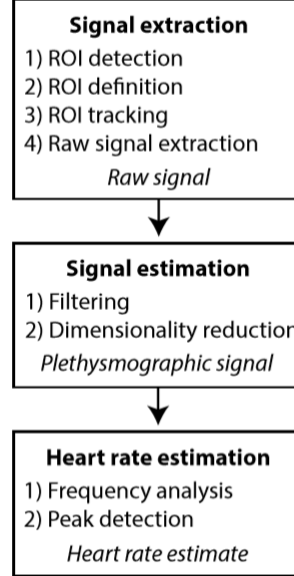 Signal extraction
1) ROI detection
2) ROI definition
3) ROI tracking
4) Raw signal extraction
Raw signal
Signal estimation
1) Filtering
2) Dimensionality reduction
Plethysmographic signal
Heart rate estimation
1) Frequency analysis
2) Peak detection
Heart rate estimate